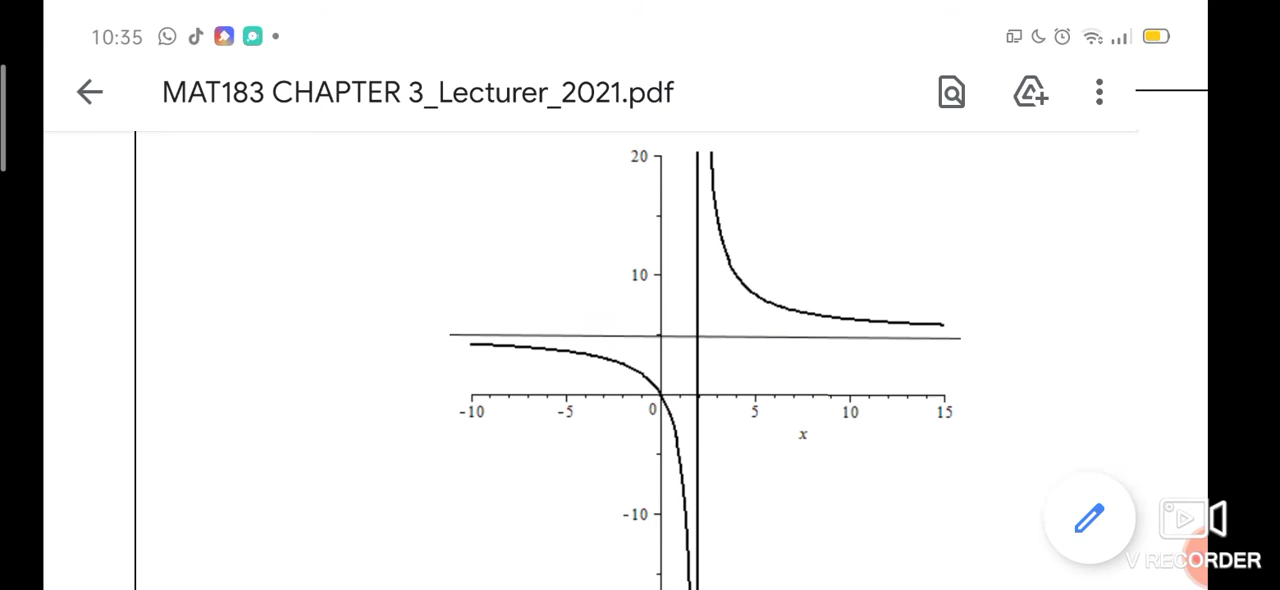 10:35
MAT183 CHAPTER 3_Lecturer_2021.pdf
20
10
-10 -5 0 5 10 15
x
-10
V RECORDER